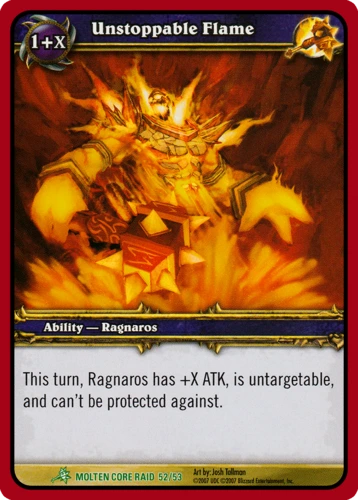 1+X
Unstoppable Flame
Ability — Ragnaros
This turn, Ragnaros has +X ATK, is untargetable,
and can't be protected against.
MOLTEN CORE RAID 52/53
Art by: Josh Tallman
©2007 UDC ©2007 Blizzard Entertainment, Inc.